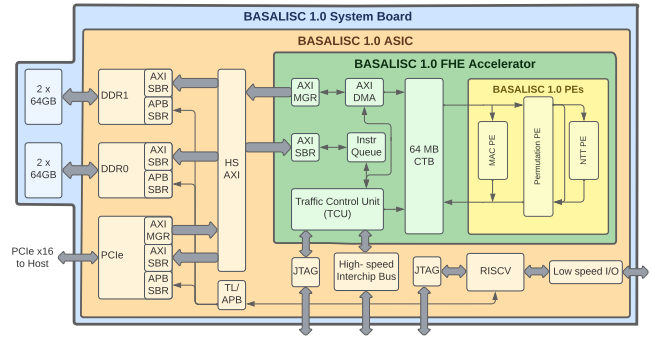 BASALISC 1.0 System Board
BASALISC 1.0 ASIC
BASALISC 1.0 FHE Accelerator
BASALISC 1.0 PEs
2 x
64GB
DDR1
AXI
SBR
APB
SBR
2 x
64GB
DDR0
AXI
SBR
APB
SBR
PCIe x16
to Host
PCIe
AXI
MGR
AXI
SBR
APB
SBR
HS
AXI
TL/
APB
AXI
MGR
AXI
DMA
AXI
SBR
Instr
Queue
Traffic Control Unit
(TCU)
64 MB
CTB
MAC PE
Permutation PE
NTT PE
JTAG
High- speed
Interchip Bus
JTAG
RISCV
Low speed I/O